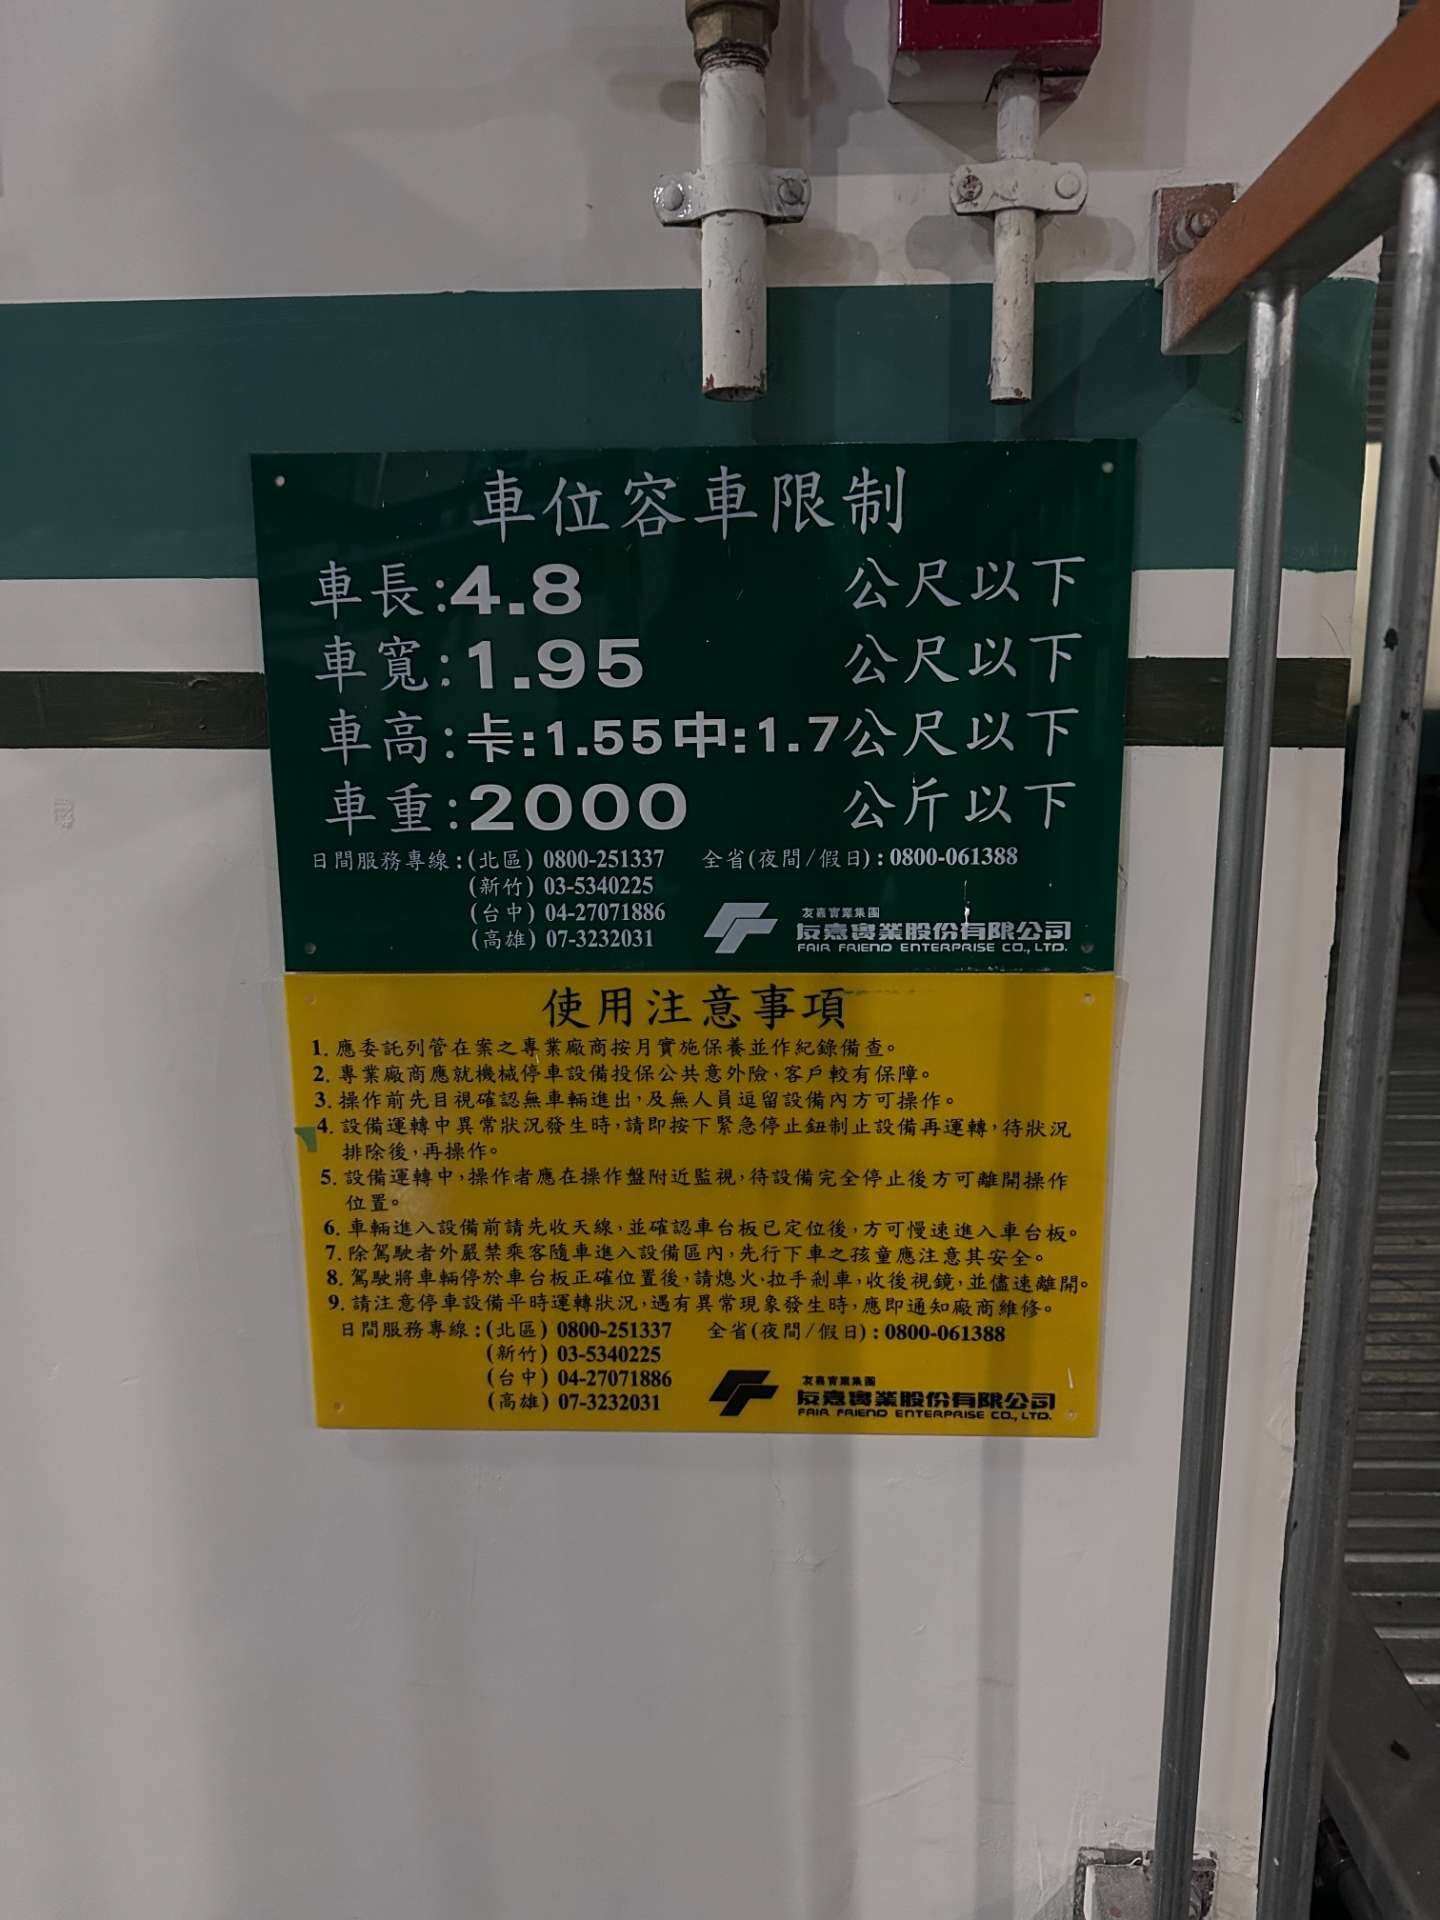 車位容車限制
車長:4.8 公尺以下
車寬:1.95 公尺以下
車高:卡:1.55中:1.7公尺以下
車重:2000 公斤以下
日間服務專線:(北區) 0800-251337 全省(夜間/假日):0800-061388
(新竹) 03-5340225
(台中) 04-27071886
(高雄) 07-3232031
友嘉實業集團
友嘉實業股份有限公司
FAIR FRIEND ENTERPRISE CO., LTD.
使用注意事項
1. 應委託列管在案之專業廠商按月實施保養並作紀錄備查。
2. 專業廠商應就機械停車設備投保公共意外險,客戶較有保障。
3. 操作前先目視確認無車輛進出,及無人員逗留設備內方可操作。
4. 設備運轉中異常狀況發生時,請即按下緊急停止鈕制止設備再運轉,待狀況
排除後,再操作。
5. 設備運轉中,操作者應在操作盤附近監視,待設備完全停止後方可離開操作
位置。
6. 車輛進入設備前請先收天線,並確認車台板已定位後,方可慢速進入車台板。
7. 除駕駛者外嚴禁乘客隨車進入設備區內,先行下車之孩童應注意其安全。
8. 駕駛將車輛停於車台板正確位置後,請熄火,拉手剎車,收後視鏡,並儘速離開。
9. 請注意停車設備平時運轉狀況,遇有異常現象發生時,應即通知廠商維修。
日間服務專線:(北區) 0800-251337 全省(夜間/假日):0800-061388
(新竹) 03-5340225
(台中) 04-27071886
(高雄) 07-3232031
友嘉實業集團
友嘉實業股份有限公司
FAIR FRIEND ENTERPRISE CO., LTD.